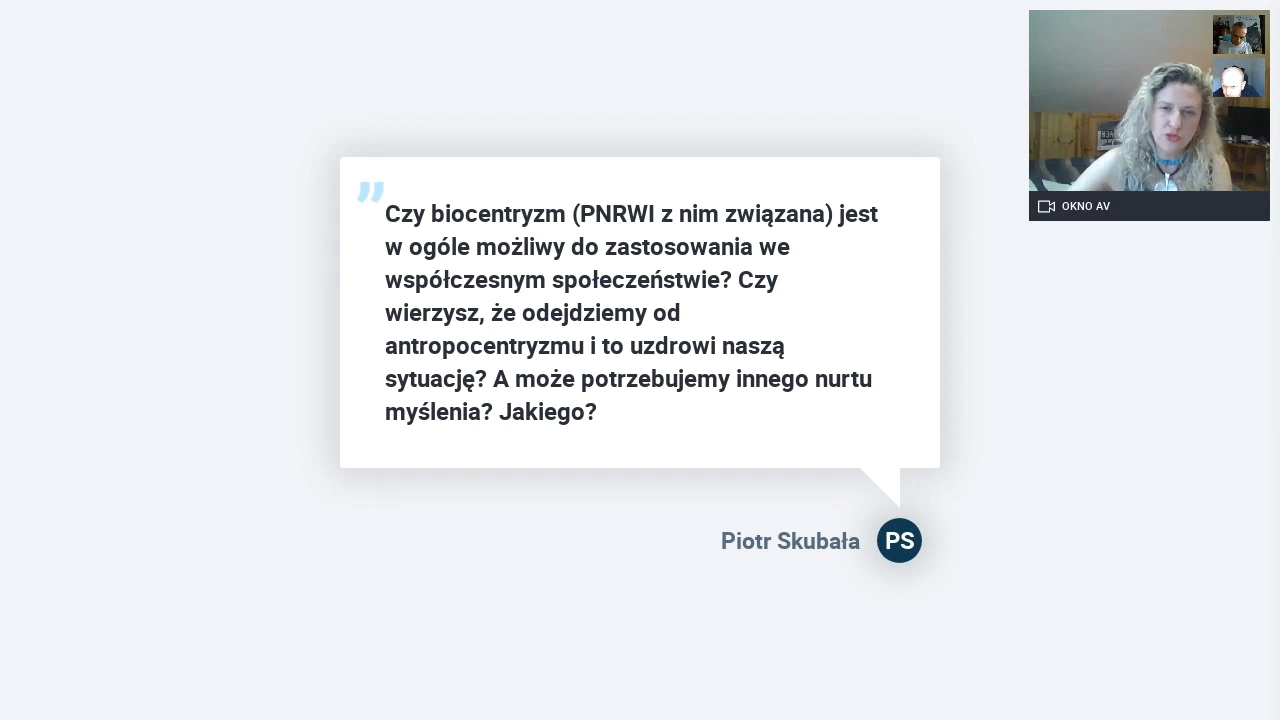 Czy biocentryzm (PNRWI z nim związana) jest
w ogóle możliwy do zastosowania we
współczesnym społeczeństwie? Czy
wierzysz, że odejdziemy od
antropocentryzmu i to uzdrowi naszą
sytuację? A może potrzebujemy innego nurtu
myślenia? Jakiego?
Piotr Skubała
PS
OKNO AV